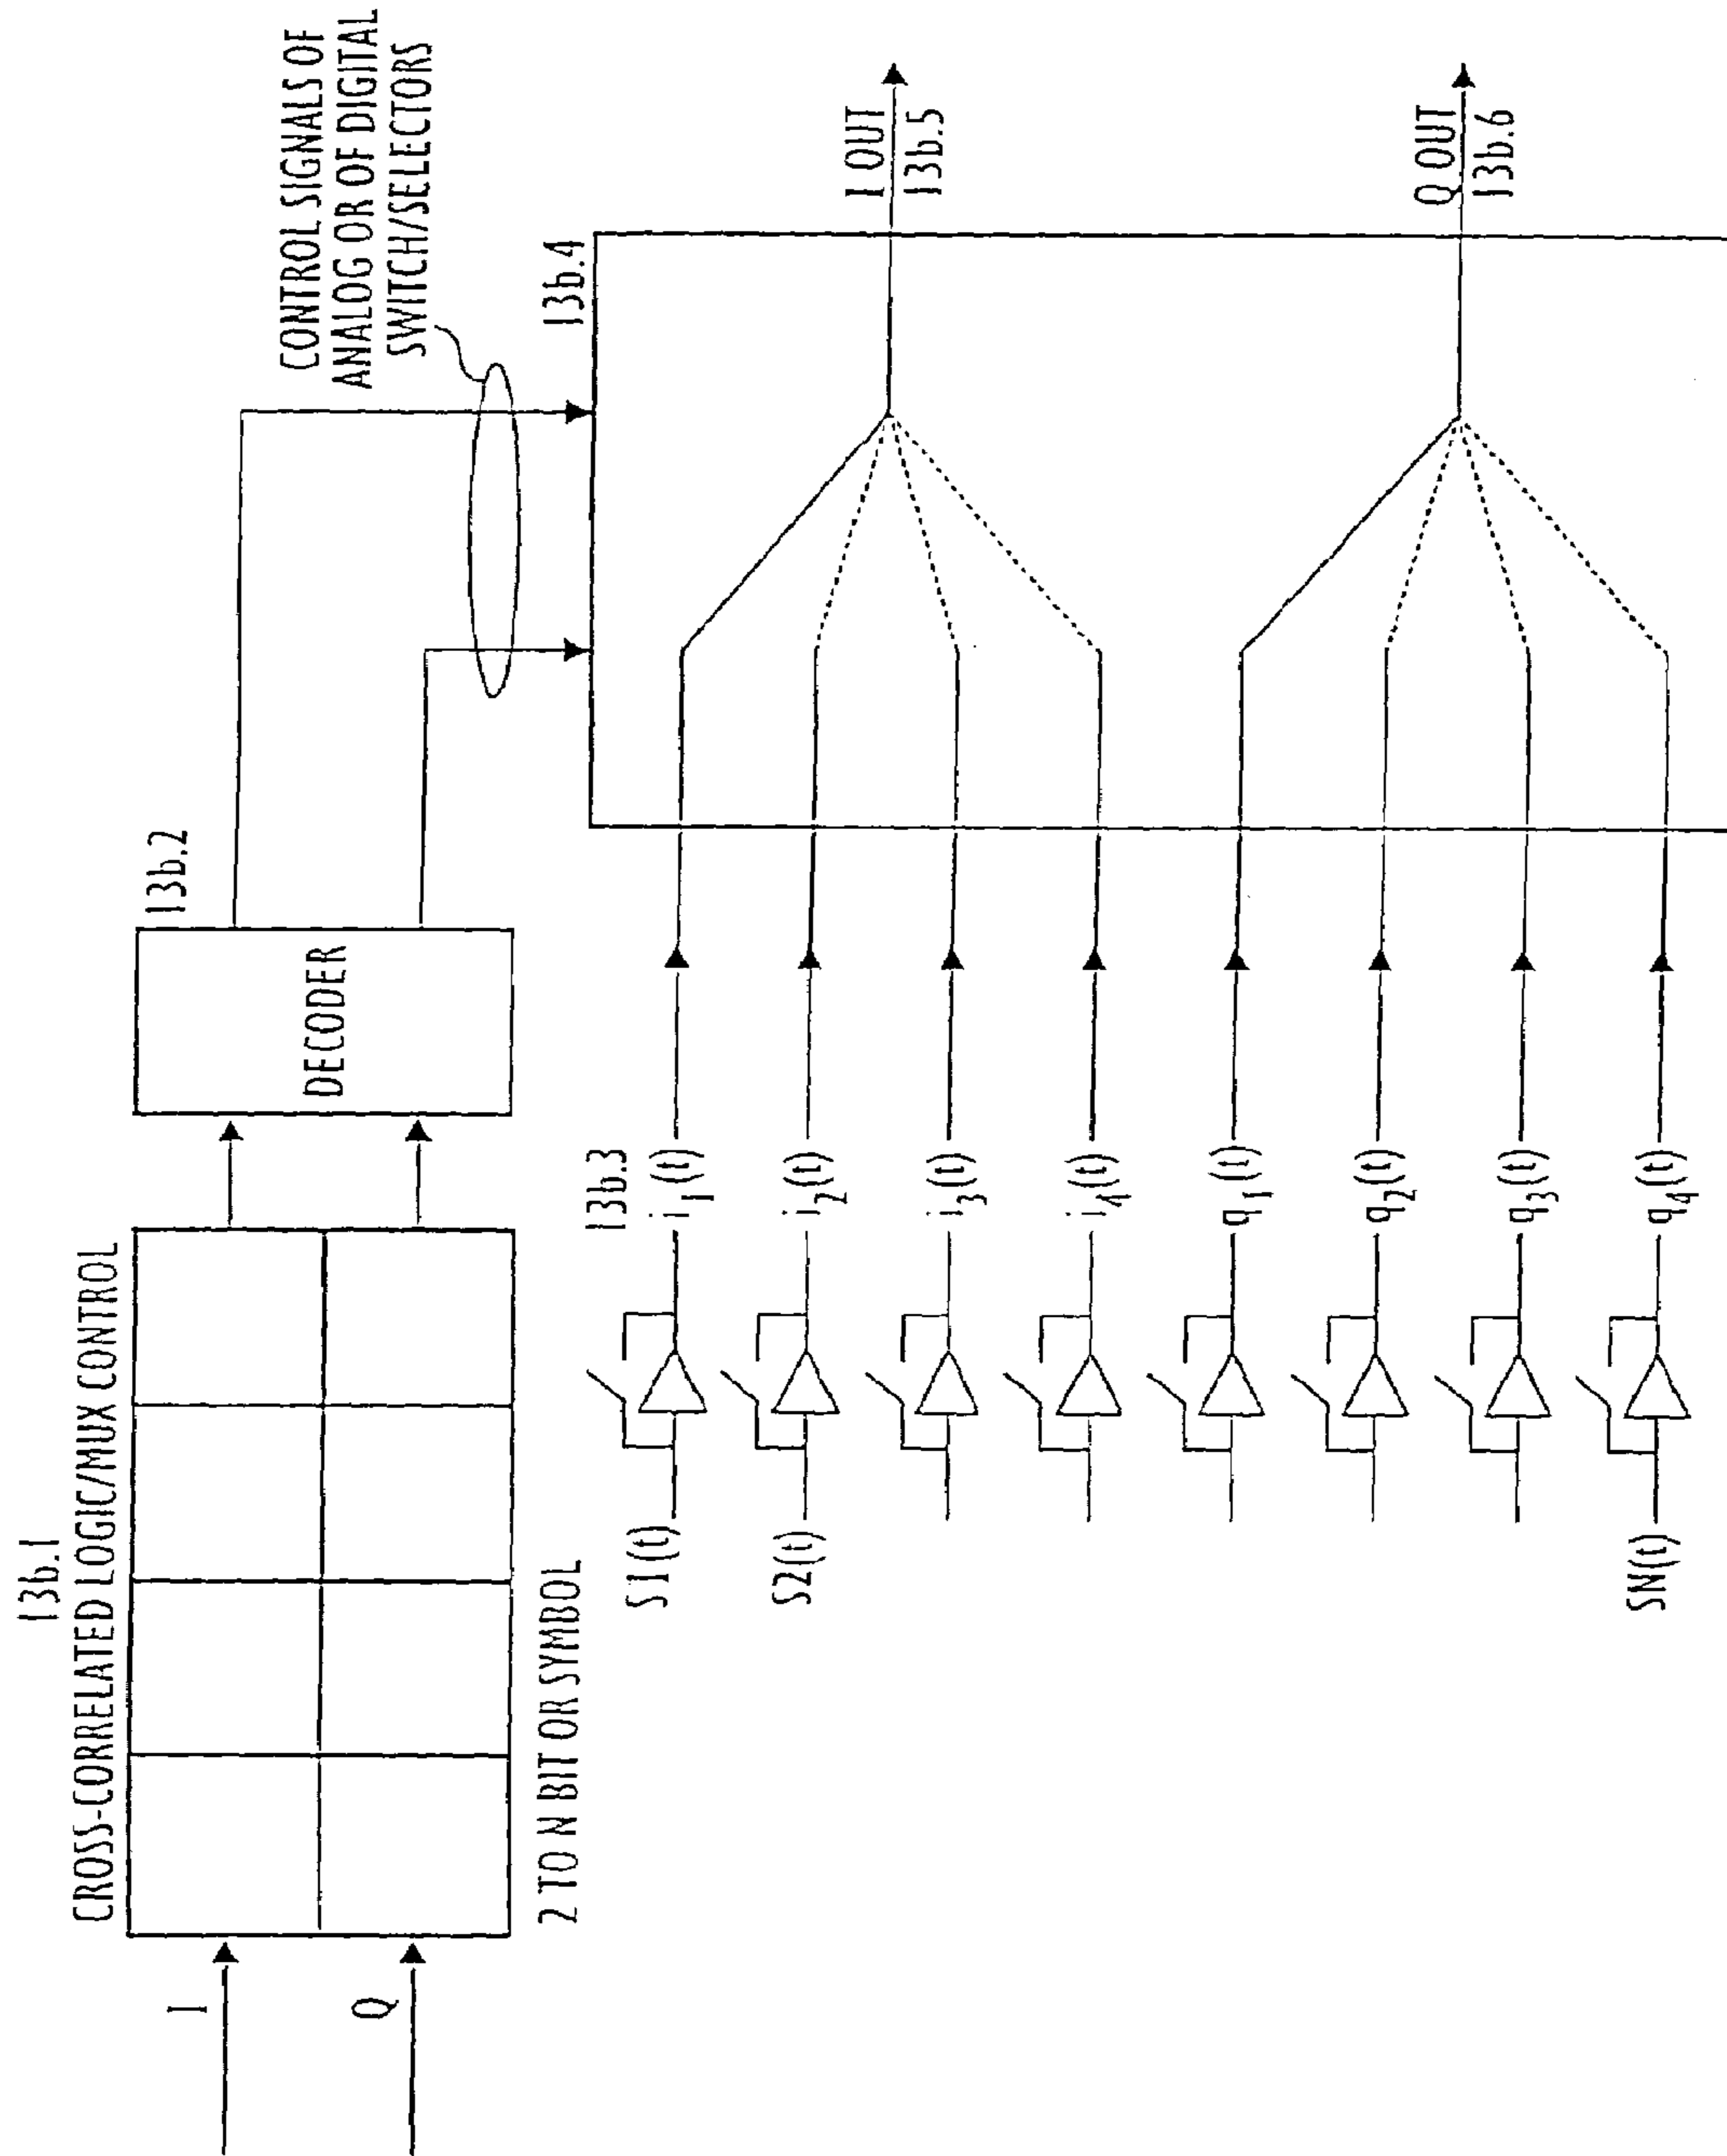 13b.1
CROSS-CORRELATED LOGIC/MUX CONTROL
I
Q
2 TO N BIT OR SYMBOL
13b.2
DECODER
CONTROL SIGNALS OF
ANALOG OR OF DIGITAL
SWITCH/SELECTORS
13b.3
13b.4
S1(t)
i1(t)
S2(t)
i2(t)
i3(t)
i4(t)
q1(t)
q2(t)
q3(t)
SN(t)
q4(t)
I OUT
13b.5
Q OUT
13b.6